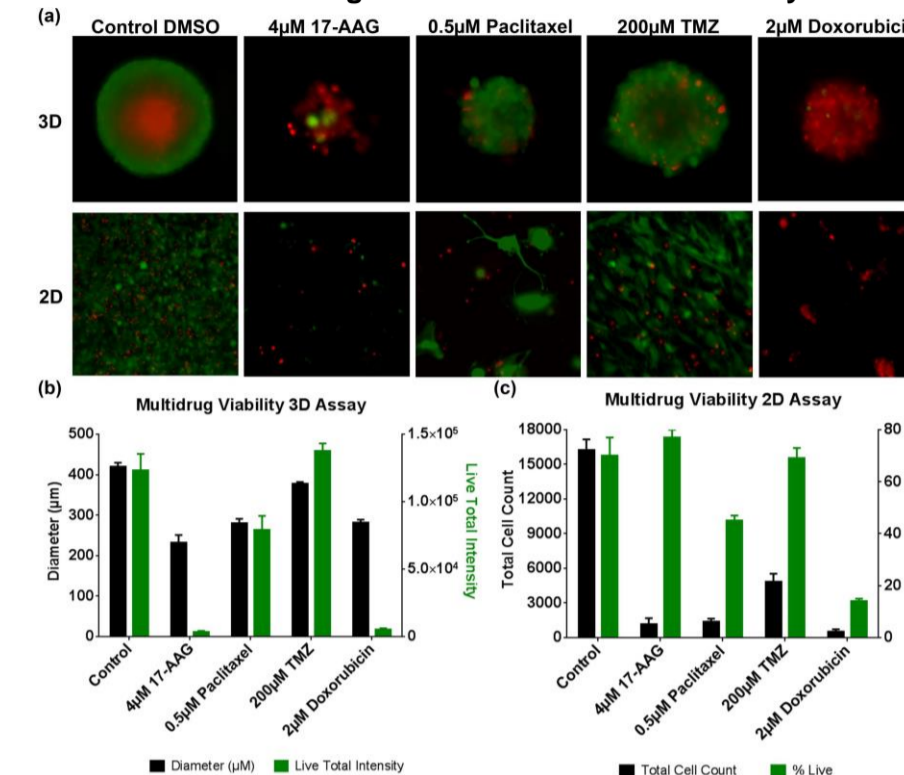 (a)
Control DMSO 4µM 17-AAG 0.5µM Paclitaxel 200µM TMZ
3D
2D
(b)
Multidrug Viability 3D Assay
Diameter (µm)
500
400
300
200
100
0
1.5×10⁵
1.0×10⁵
5.0×10⁴
0
Live Total Intensity
Control
4µM 17-AAG
0.5µM Paclitaxel
200µM TMZ
2µM Doxorubicin
Diameter (µM) Live Total Intensity
(c)
Multidrug Viability 2D Assay
Total Cell Count
18000
15000
12000
9000
6000
3000
0
80
60
40
20
0
Control
4µM 17-AAG
0.5µM Paclitaxel
200µM TMZ
2µM Doxorubicin
Total Cell Count % Live